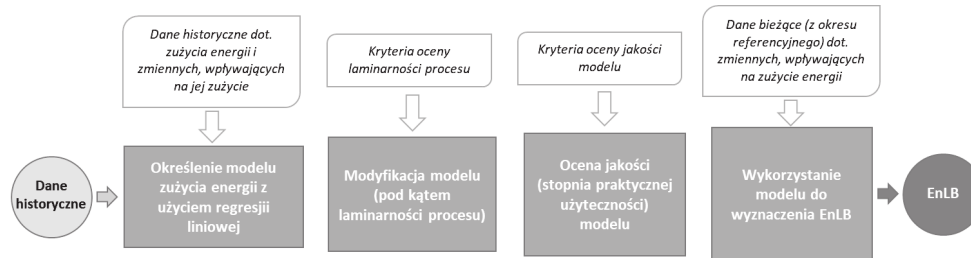 Dane historyczne dot.
zużycia energii i
zmiennych, wpływających
na jej zużycie
Kryteria oceny
laminarności procesu
Kryteria oceny jakości
modelu
Dane bieżące (z okresu
referencyjnego) dot.
zmiennych, wpływających
na zużycie energii
Dane
historyczne
Określenie modelu
zużycia energii z
użyciem regresjii
liniowej
Modyfikacja modelu
(pod kątem
laminarności procesu)
Ocena jakości
(stopnia praktycznej
użyteczności)
modelu
Wykorzystanie
modelu do
wyznaczenia EnLB
EnLB